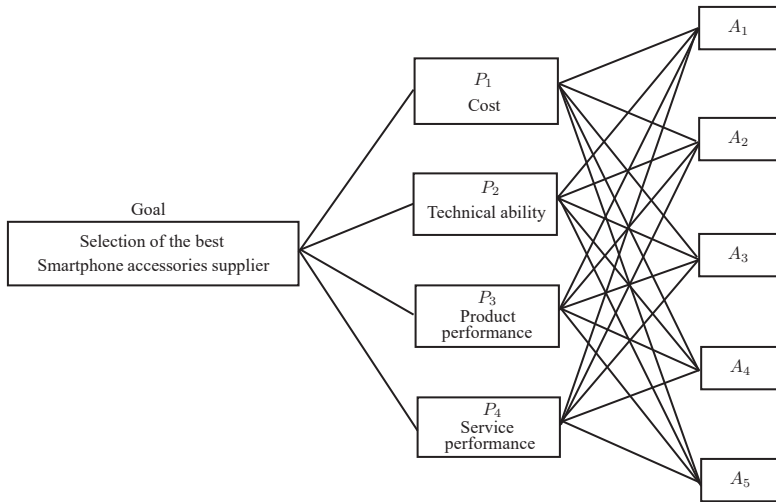 Goal
Selection of the best
Smartphone accessories supplier
P₁
Cost
P₂
Technical ability
P₃
Product
performance
P₄
Service
performance
A₁
A₂
A₃
A₄
A₅